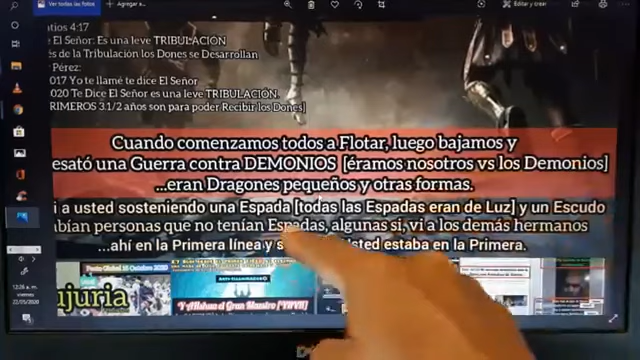 Ver todas las fotos
Agregar a
Editar y crear
ntios 4:17
e El Señor: Es una leve TRIBULACIÓN
és de la Tribulación los Dones se Desarrollan
Pérez:
017 Yo te llamé te dice El Señor
020 Te Dice El Señor es una leve TRIBULACIÓN.
RIMEROS 3.1/2 años son para poder Recibir los Dones]
Cuando comenzamos todos a Flotar, luego bajamos y
esató una Guerra contra DEMONIOS [éramos nosotros vs los Demonios]
...eran Dragones pequeños y otras formas.
i a usted sosteniendo una Espada [todas las Espadas eran de Luz] y un Escudo
abían personas que no tenían Espadas, algunas si, vi a los demás hermanos
...ahí en la Primera línea y s usted estaba en la Primera.
Y Allshua el Gran Maestro [YHVH]
ujuria
12:26 a.m.
viernes
22/05/2020